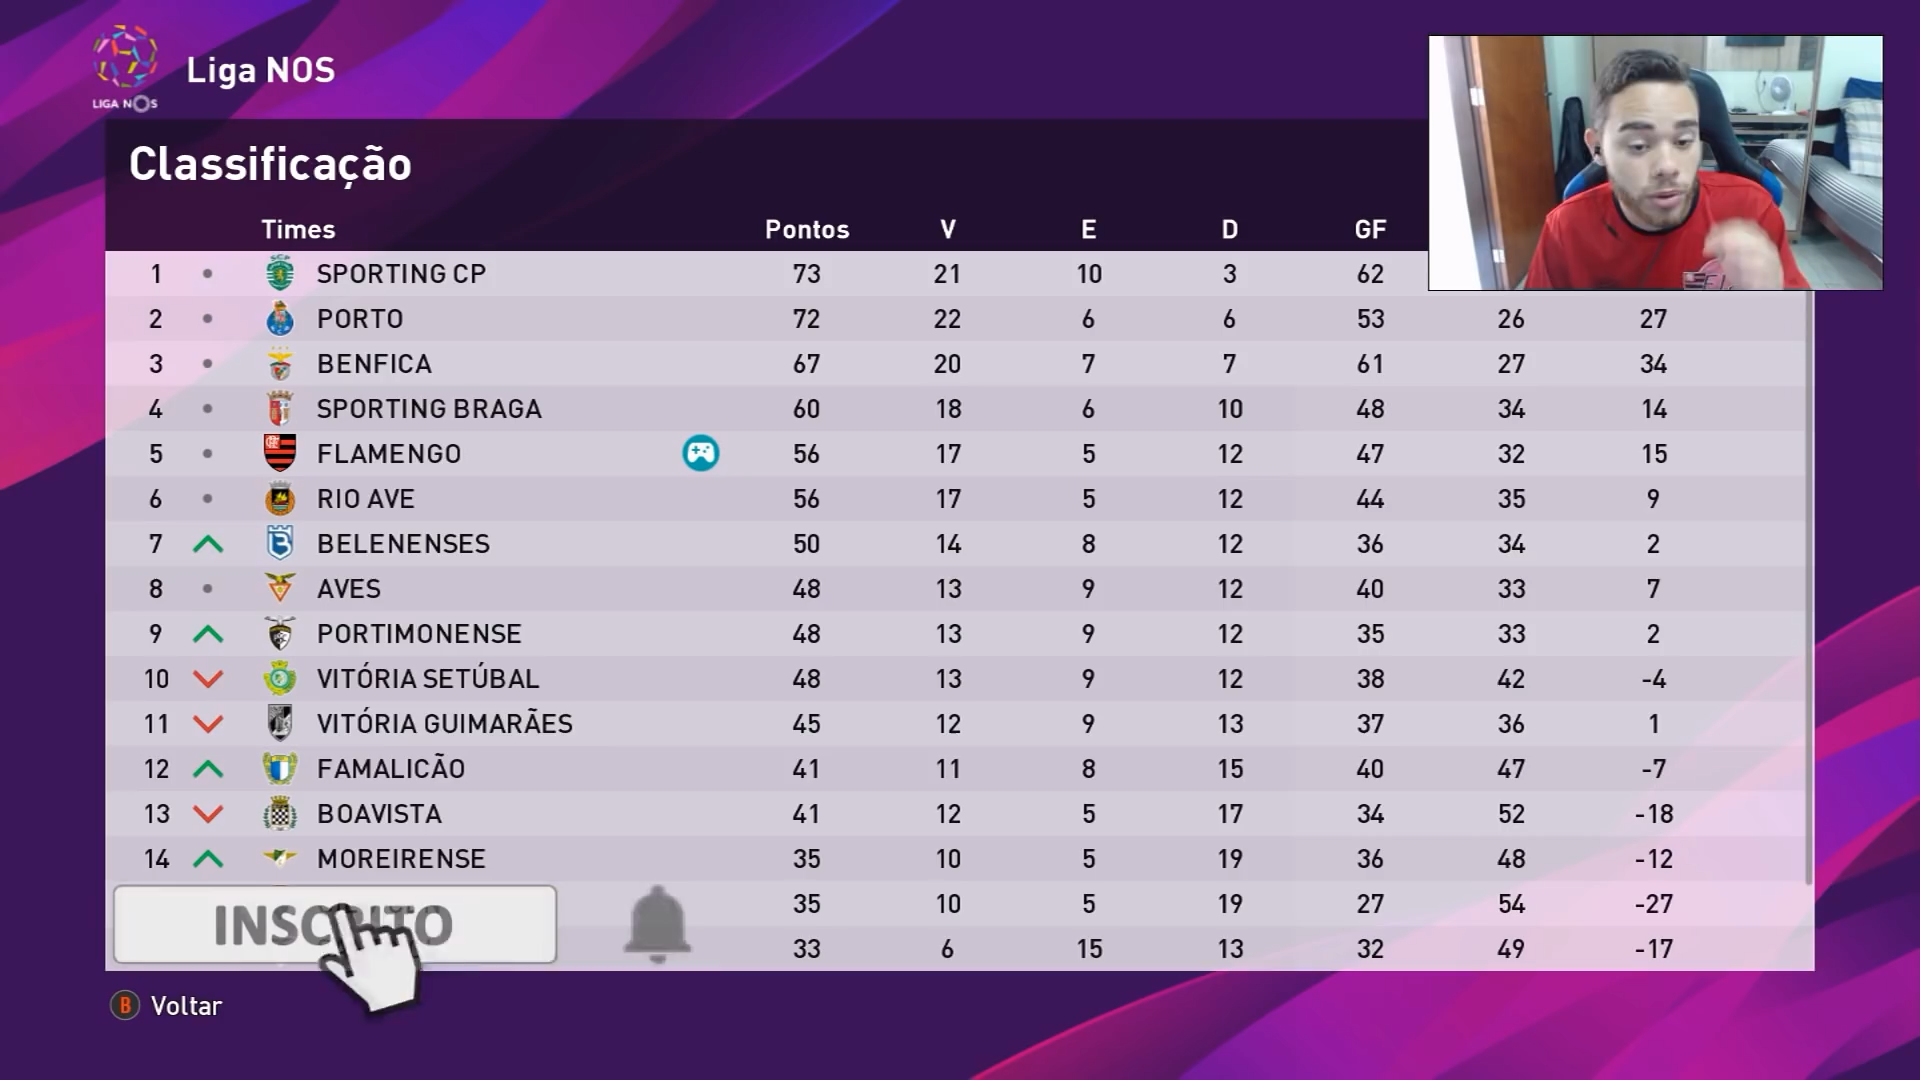 LIGA NOS
Liga NOS
Classificação
Times Pontos V E D GF
1 SPORTING CP 73 21 10 3 62
2 PORTO 72 22 6 6 53 26 27
3 BENFICA 67 20 7 7 61 27 34
4 SPORTING BRAGA 60 18 6 10 48 34 14
5 FLAMENGO 56 17 5 12 47 32 15
6 RIO AVE 56 17 5 12 44 35 9
7 BELENENSES 50 14 8 12 36 34 2
8 AVES 48 13 9 12 40 33 7
9 PORTIMONENSE 48 13 9 12 35 33 2
10 VITÓRIA SETÚBAL 48 13 9 12 38 42 -4
11 VITÓRIA GUIMARÃES 45 12 9 13 37 36 1
12 FAMALICÃO 41 11 8 15 40 47 -7
13 BOAVISTA 41 12 5 17 34 52 -18
14 MOREIRENSE 35 10 5 19 36 48 -12
35 10 5 19 27 54 -27
INSCRITO
33 6 15 13 32 49 -17
B Voltar